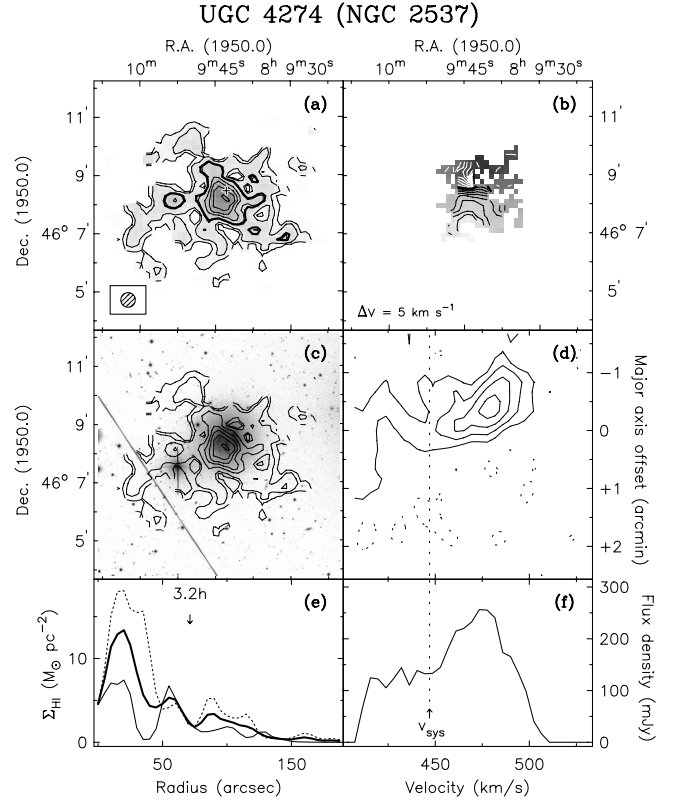 UGC 4274 (NGC 2537)
R.A. (1950.0) R.A. (1950.0)
10ᵐ 9ᵐ45ˢ 8ʰ 9ᵐ30ˢ 10ᵐ 9ᵐ45ˢ 8ʰ 9ᵐ30ˢ
(a) (b)
Dec. (1950.0)
11' 9' 46° 7' 5'
11' 9' 46° 7' 5'
ΔV = 5 km s⁻¹
(c) (d)
Dec. (1950.0)
11' 9' 46° 7' 5'
−1 0 +1 +2
Major axis offset (arcmin)
(e) (f)
3.2h
Σ_HI (M_⊙ pc⁻²)
10 0
300 200 100 0
Flux density (mJy)
V_sys
50 150 450 500
Radius (arcsec) Velocity (km/s)